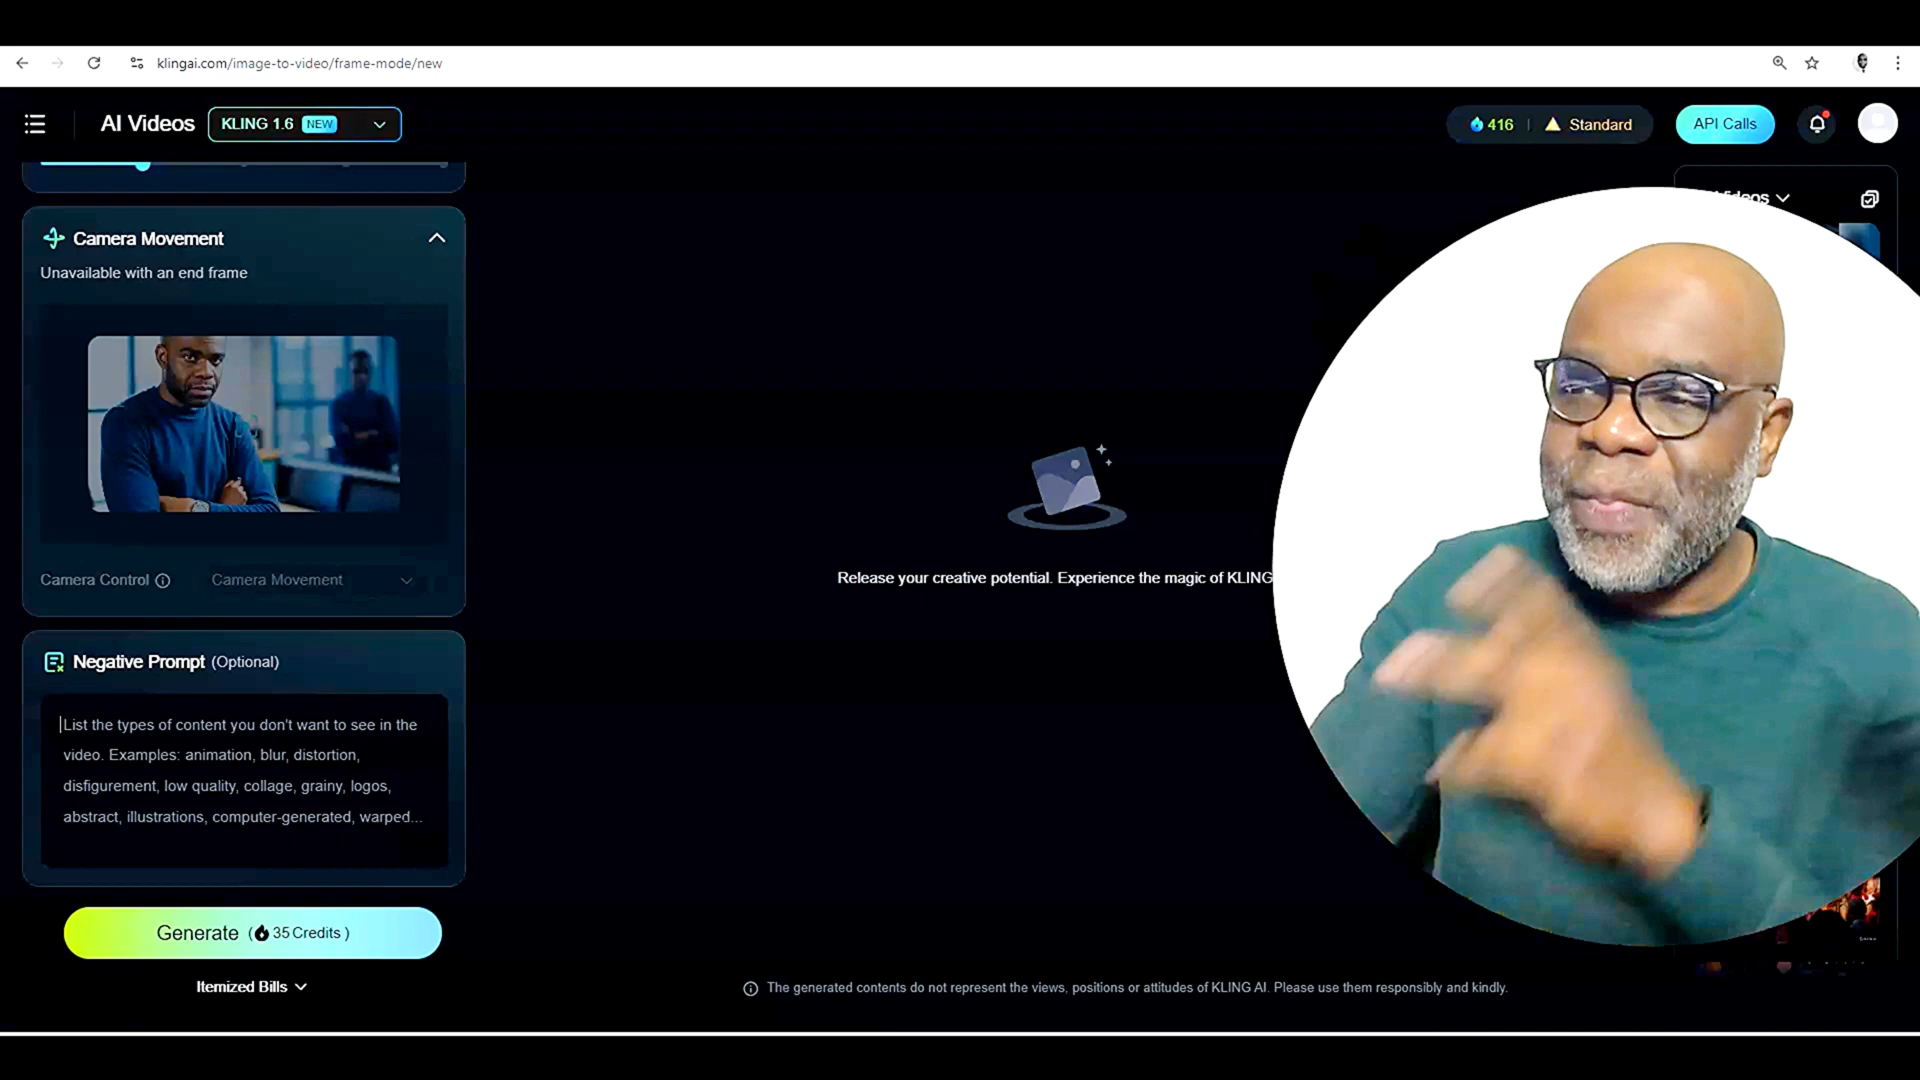 klingai.com/image-to-video/frame-mode/new
AI Videos KLING 1.6 NEW
416 Standard API Calls
Videos
Camera Movement
Unavailable with an end frame
Camera Control Camera Movement
Release your creative potential. Experience the magic of KLING
Negative Prompt (Optional)
List the types of content you don't want to see in the
video. Examples: animation, blur, distortion,
disfigurement, low quality, collage, grainy, logos,
abstract, illustrations, computer-generated, warped...
Generate ( 35 Credits )
Itemized Bills
The generated contents do not represent the views, positions or attitudes of KLING AI. Please use them responsibly and kindly.